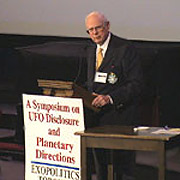 A Symposium on
UFO Disclosure
and
Planetary
Directions
EXOPOLITICS